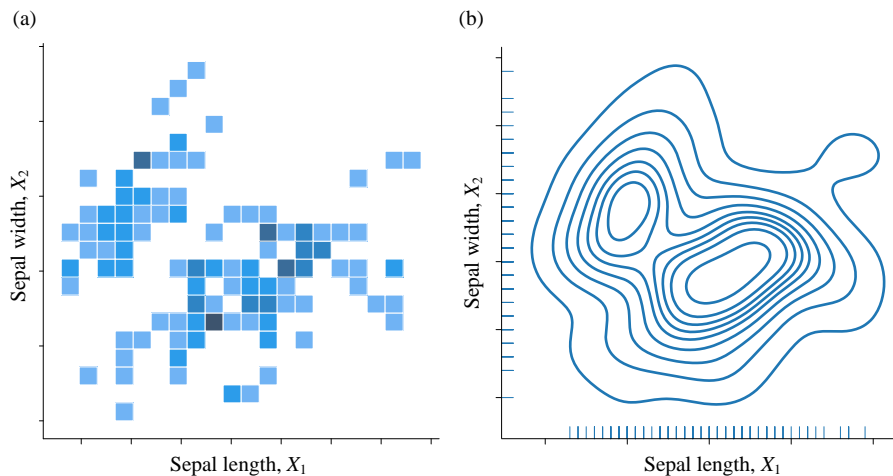 (a)
Sepal width, X₂
Sepal length, X₁
(b)
Sepal width, X₂
Sepal length, X₁